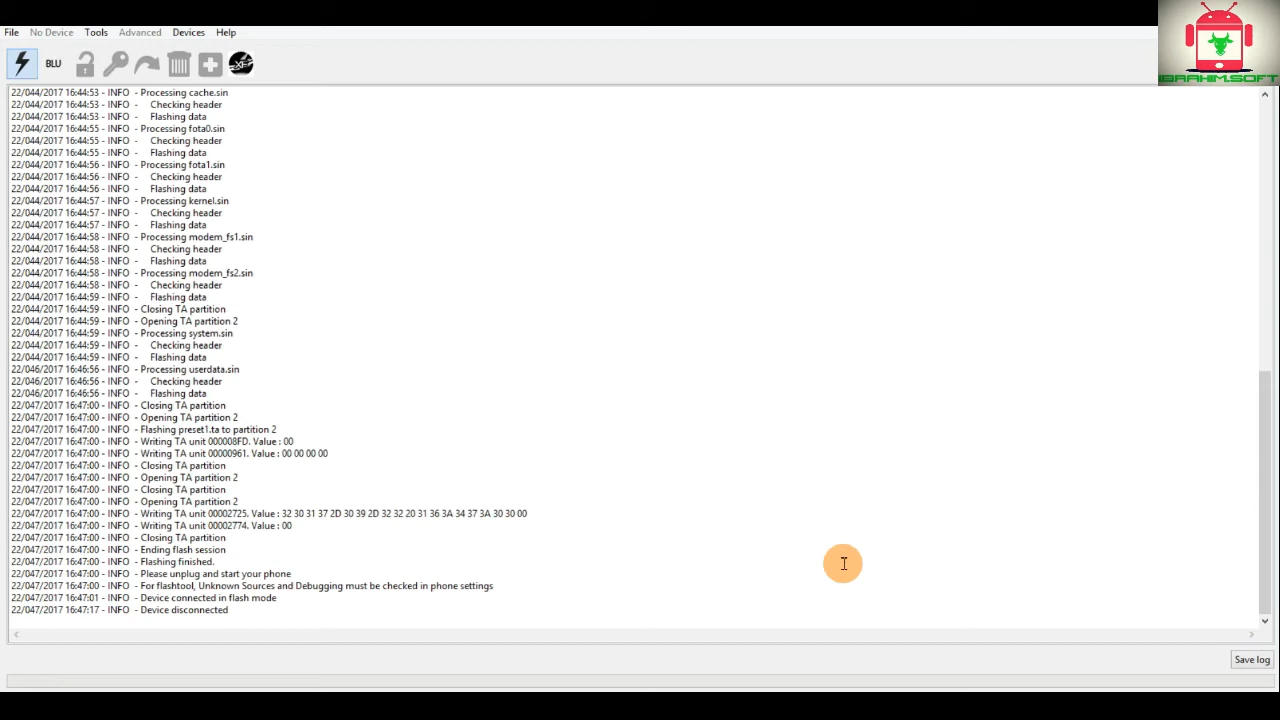 File No Device Tools Advanced Devices Help
BLU
22/044/2017 16:44:53 - INFO - Processing cache.sin
22/044/2017 16:44:53 - INFO - Checking header
22/044/2017 16:44:53 - INFO - Flashing data
22/044/2017 16:44:55 - INFO - Processing fota0.sin
22/044/2017 16:44:55 - INFO - Checking header
22/044/2017 16:44:55 - INFO - Flashing data
22/044/2017 16:44:56 - INFO - Processing fota1.sin
22/044/2017 16:44:56 - INFO - Checking header
22/044/2017 16:44:56 - INFO - Flashing data
22/044/2017 16:44:57 - INFO - Processing kernel.sin
22/044/2017 16:44:57 - INFO - Checking header
22/044/2017 16:44:57 - INFO - Flashing data
22/044/2017 16:44:58 - INFO - Processing modem_fs1.sin
22/044/2017 16:44:58 - INFO - Checking header
22/044/2017 16:44:58 - INFO - Flashing data
22/044/2017 16:44:58 - INFO - Processing modem_fs2.sin
22/044/2017 16:44:58 - INFO - Checking header
22/044/2017 16:44:59 - INFO - Flashing data
22/044/2017 16:44:59 - INFO - Closing TA partition
22/044/2017 16:44:59 - INFO - Opening TA partition 2
22/044/2017 16:44:59 - INFO - Processing system.sin
22/044/2017 16:44:59 - INFO - Checking header
22/044/2017 16:44:59 - INFO - Flashing data
22/046/2017 16:46:56 - INFO - Processing userdata.sin
22/046/2017 16:46:56 - INFO - Checking header
22/046/2017 16:46:56 - INFO - Flashing data
22/047/2017 16:47:00 - INFO - Closing TA partition
22/047/2017 16:47:00 - INFO - Opening TA partition 2
22/047/2017 16:47:00 - INFO - Flashing preset1.ta to partition 2
22/047/2017 16:47:00 - INFO - Writing TA unit 000008FD. Value : 00
22/047/2017 16:47:00 - INFO - Writing TA unit 00000961. Value : 00 00 00 00
22/047/2017 16:47:00 - INFO - Closing TA partition
22/047/2017 16:47:00 - INFO - Opening TA partition 2
22/047/2017 16:47:00 - INFO - Closing TA partition
22/047/2017 16:47:00 - INFO - Opening TA partition 2
22/047/2017 16:47:00 - INFO - Writing TA unit 00002725. Value : 32 30 31 37 2D 30 39 2D 32 32 20 31 36 3A 34 37 3A 30 30 00
22/047/2017 16:47:00 - INFO - Writing TA unit 00002774. Value : 00
22/047/2017 16:47:00 - INFO - Closing TA partition
22/047/2017 16:47:00 - INFO - Ending flash session
22/047/2017 16:47:00 - INFO - Flashing finished.
22/047/2017 16:47:00 - INFO - Please unplug and start your phone
22/047/2017 16:47:00 - INFO - For flashtool, Unknown Sources and Debugging must be checked in phone settings
22/047/2017 16:47:01 - INFO - Device connected in flash mode
22/047/2017 16:47:17 - INFO - Device disconnected
Save log
IBRAHIM.SOFT